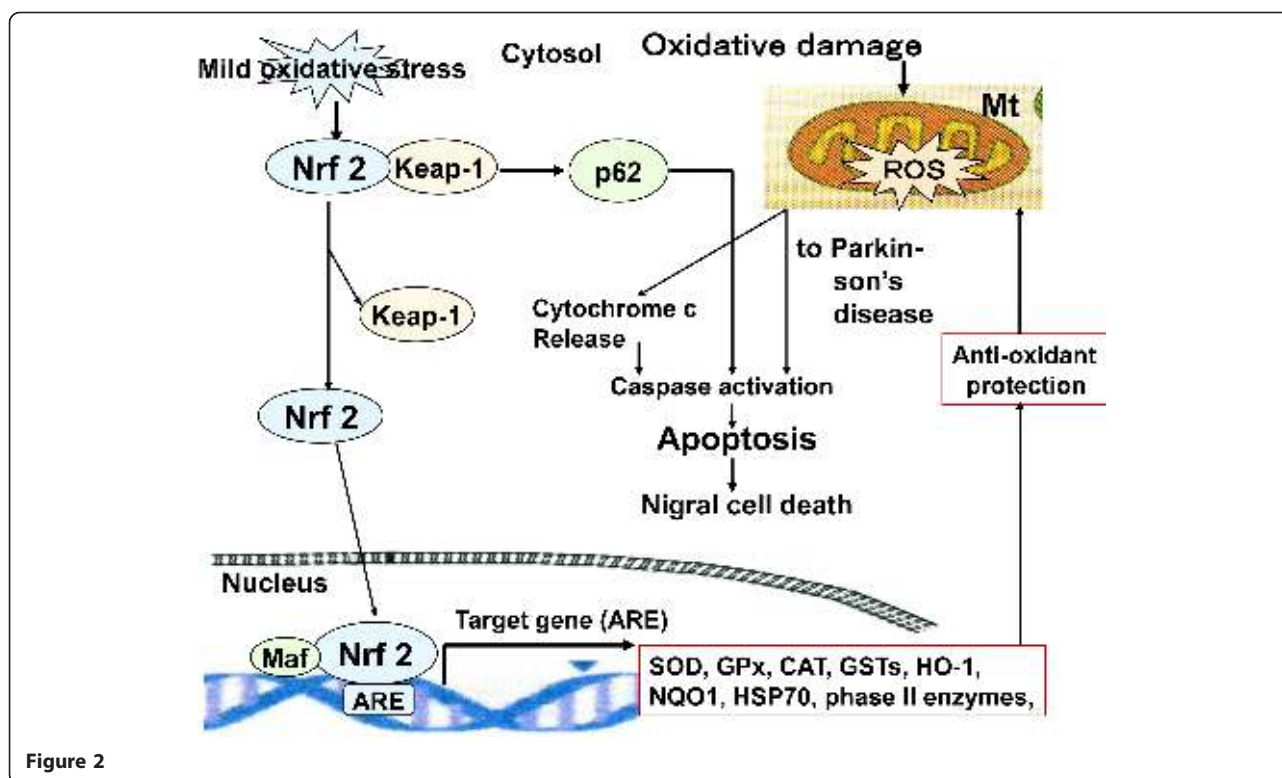 Mild oxidative stress
Cytosol
Oxidative damage
Mt
Nrf 2
Keap-1
p62
ROS
to Parkin-
son's
disease
Keap-1
Cytochrome c
Release
Anti-oxidant
protection
Caspase activation
Nrf 2
Apoptosis
Nigral cell death
Nucleus
Target gene (ARE)
Maf
Nrf 2
ARE
SOD, GPx, CAT, GSTs, HO-1,
NQO1, HSP70, phase II enzymes,
Figure 2